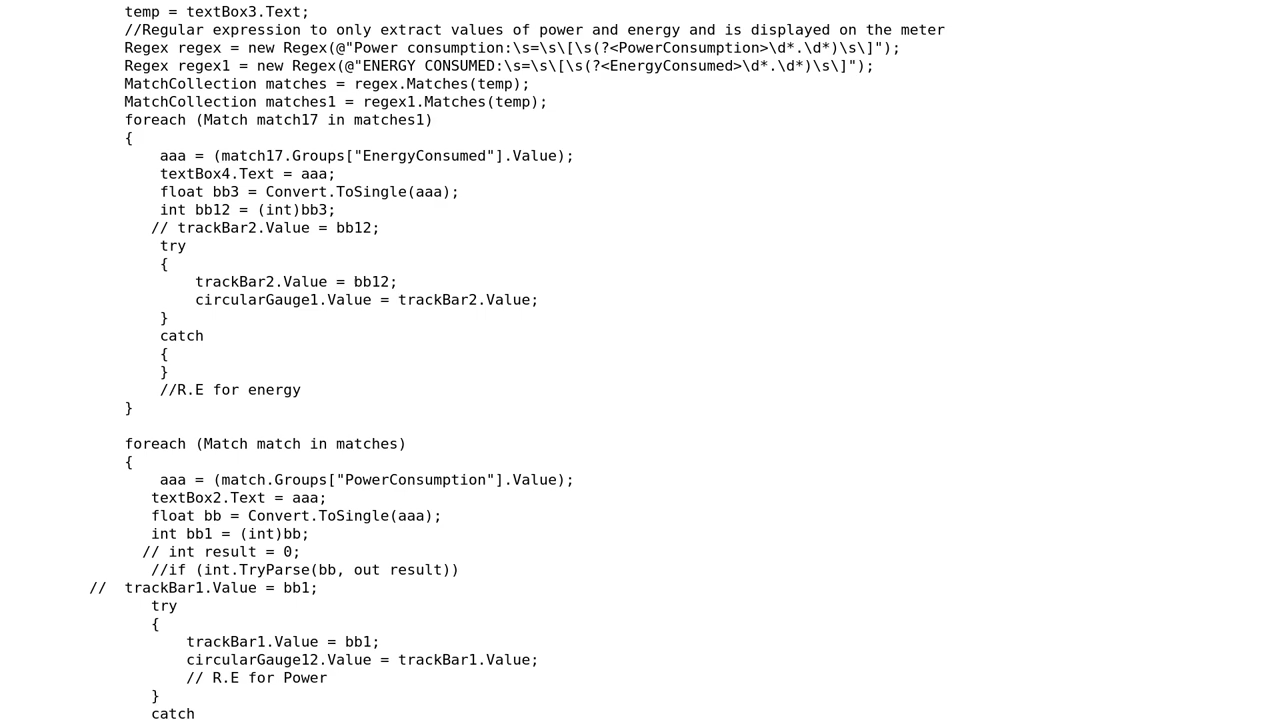 temp = textBox3.Text;
//Regular expression to only extract values of power and energy and is displayed on the meter
Regex regex = new Regex(@"Power consumption:\s=\s\[\s(?<PowerConsumption>\d*.\d*)\s\]");
Regex regex1 = new Regex(@"ENERGY CONSUMED:\s=\s\[\s(?<EnergyConsumed>\d*.\d*)\s\]");
MatchCollection matches = regex.Matches(temp);
MatchCollection matches1 = regex1.Matches(temp);
foreach (Match match17 in matches1)
{
aaa = (match17.Groups["EnergyConsumed"].Value);
textBox4.Text = aaa;
float bb3 = Convert.ToSingle(aaa);
int bb12 = (int)bb3;
// trackBar2.Value = bb12;
try
{
trackBar2.Value = bb12;
circularGauge1.Value = trackBar2.Value;
}
catch
{
}
//R.E for energy
}
foreach (Match match in matches)
{
aaa = (match.Groups["PowerConsumption"].Value);
textBox2.Text = aaa;
float bb = Convert.ToSingle(aaa);
int bb1 = (int)bb;
// int result = 0;
//if (int.TryParse(bb, out result))
//  trackBar1.Value = bb1;
try
{
trackBar1.Value = bb1;
circularGauge12.Value = trackBar1.Value;
// R.E for Power
}
catch